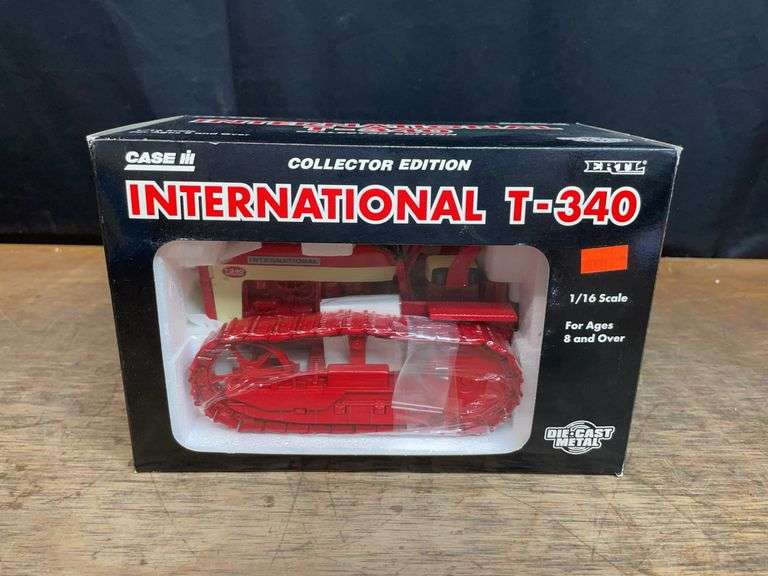 CASE IH
COLLECTOR EDITION
ERTL
INTERNATIONAL T-340
INTERNATIONAL
1/16 Scale
For Ages
8 and Over
DIE-CAST
METAL